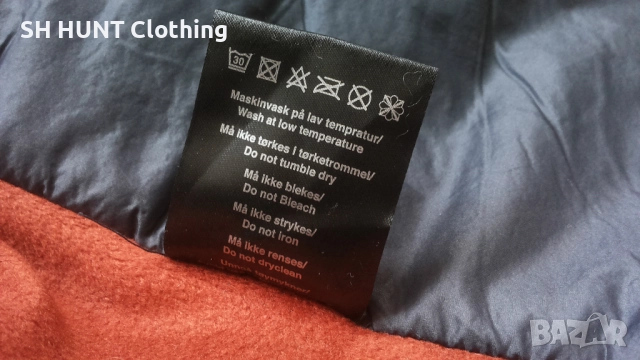 SH HUNT Clothing
30
Maskinvask på lav tempratur/
Wash at low temperature
Må ikke tørkes i tørketrommel/
Do not tumble dry
Må ikke blekes/
Do not Bleach
Må ikke strykes/
Do not iron
Må ikke renses/
Do not dryclean
BAZAR